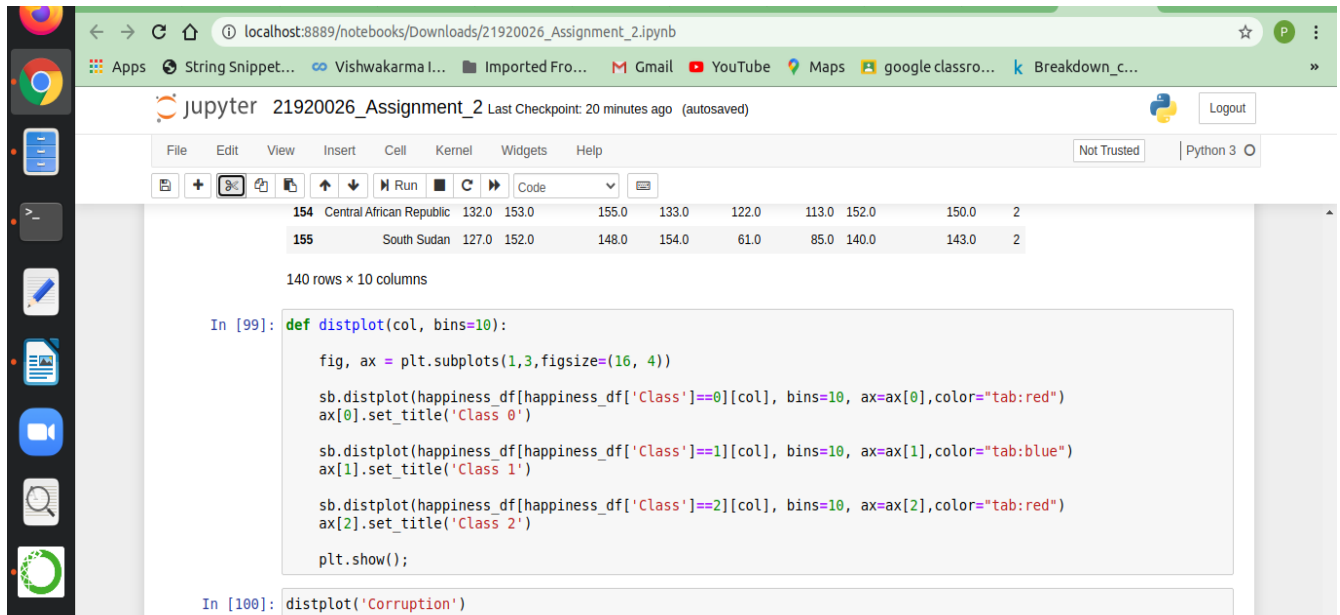 localhost:8889/notebooks/Downloads/21920026_Assignment_2.ipynb
P
Apps String Snippet... Vishwakarma I... Imported Fro... Gmail YouTube Maps google classro... Breakdown_c... »
jupyter 21920026_Assignment_2 Last Checkpoint: 20 minutes ago (autosaved) Logout
File Edit View Insert Cell Kernel Widgets Help Not Trusted Python 3
Run Code
154 Central African Republic 132.0 153.0 155.0 133.0 122.0 113.0 152.0 150.0 2
155 South Sudan 127.0 152.0 148.0 154.0 61.0 85.0 140.0 143.0 2
140 rows × 10 columns
In [99]: def distplot(col, bins=10):
fig, ax = plt.subplots(1,3,figsize=(16, 4))
sb.distplot(happiness_df[happiness_df['Class']==0][col], bins=10, ax=ax[0],color="tab:red")
ax[0].set_title('Class 0')
sb.distplot(happiness_df[happiness_df['Class']==1][col], bins=10, ax=ax[1],color="tab:blue")
ax[1].set_title('Class 1')
sb.distplot(happiness_df[happiness_df['Class']==2][col], bins=10, ax=ax[2],color="tab:red")
ax[2].set_title('Class 2')
plt.show();
In [100]: distplot('Corruption')